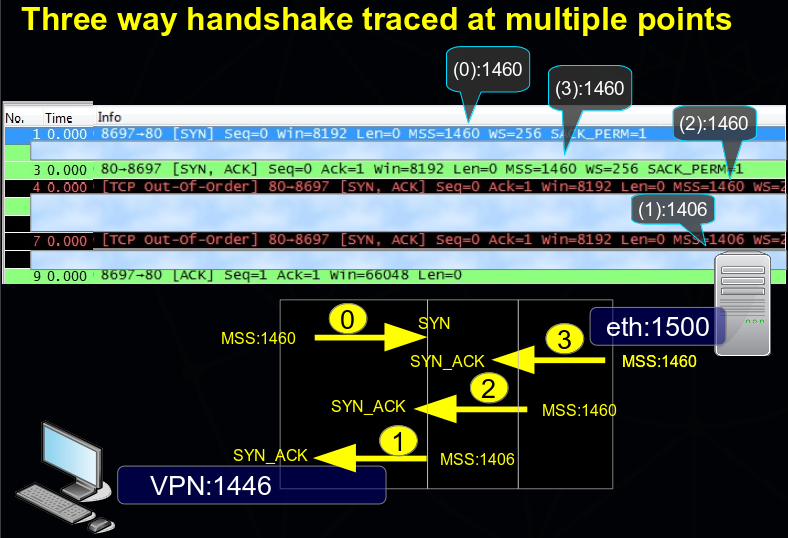 Three way handshake traced at multiple points
(0):1460
(3):1460
(2):1460
No. Time Info
1 0.000 8697→80 [SYN] Seq=0 Win=8192 Len=0 MSS=1460 WS=256 SACK_PERM=1
3 0.000 80→8697 [SYN, ACK] Seq=0 Ack=1 Win=8192 Len=0 MSS=1460 WS=256 SACK_PERM=1
4 0.000 [TCP Out-Of-Order] 80→8697 [SYN, ACK] Seq=0 Ack=1 Win=8192 Len=0 MSS=1460 WS=2
(1):1406
7 0.000 [TCP Out-Of-Order] 80→8697 [SYN, ACK] Seq=0 Ack=1 Win=8192 Len=0 MSS=1406 WS=2
9 0.000 8697→80 [ACK] Seq=1 Ack=1 Win=66048 Len=0
0
SYN
eth:1500
MSS:1460
3
SYN_ACK
MSS:1460
2
SYN_ACK
MSS:1460
1
SYN_ACK
MSS:1406
VPN:1446